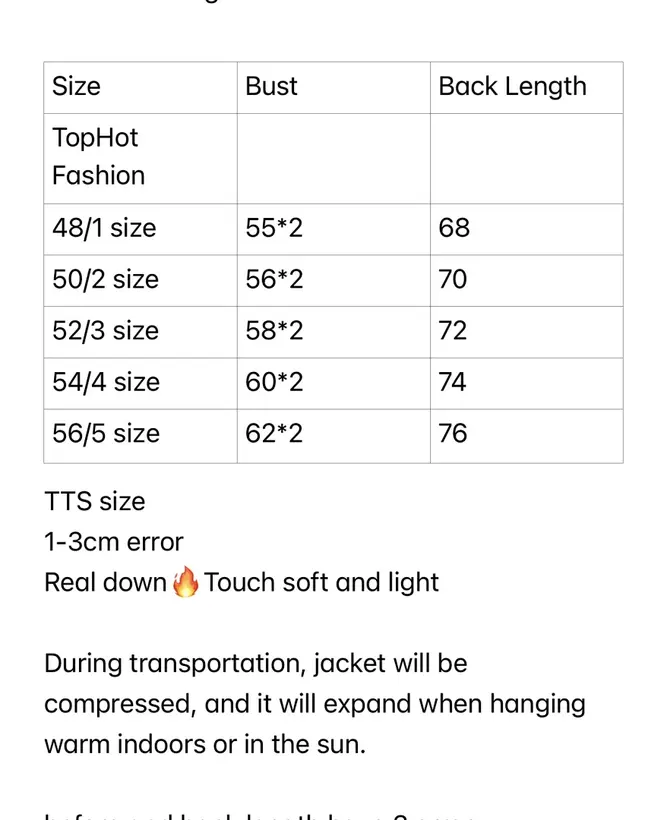 Size Bust Back Length
TopHot
Fashion
48/1 size 55*2 68
50/2 size 56*2 70
52/3 size 58*2 72
54/4 size 60*2 74
56/5 size 62*2 76
TTS size
1-3cm error
Real down🔥Touch soft and light
During transportation, jacket will be
compressed, and it will expand when hanging
warm indoors or in the sun.